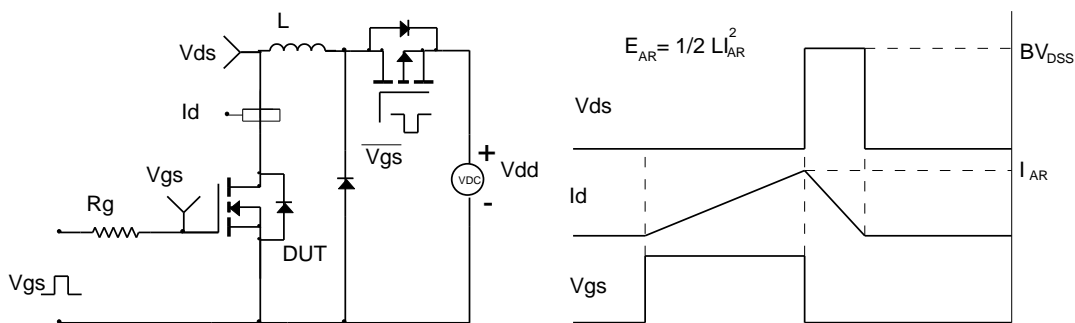 L
Vds
Id
Vgs
Rg
DUT
Vgs
Vgs
+
VDC
Vdd
-
E_AR = 1/2 LI_AR^2
BV_DSS
Vds
I_AR
Id
Vgs